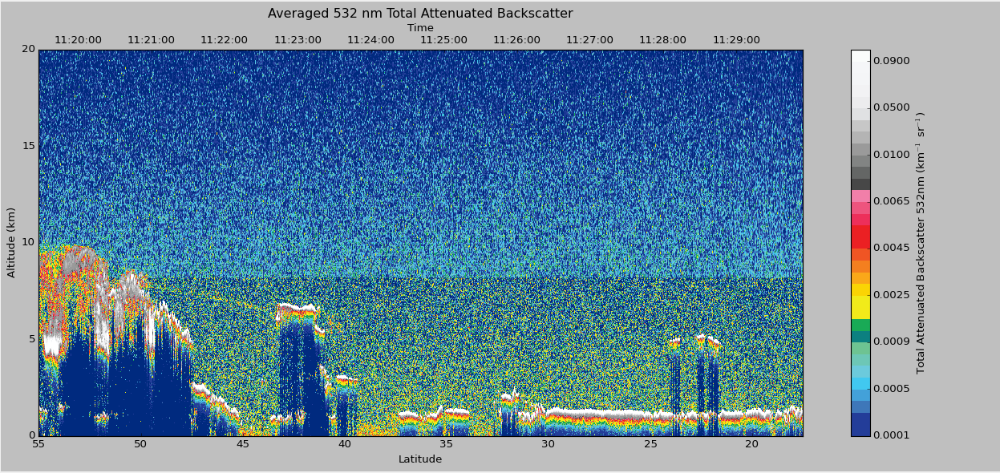 Averaged 532 nm Total Attenuated Backscatter
Time
11:20:00 11:21:00 11:22:00 11:23:00 11:24:00 11:25:00 11:26:00 11:27:00 11:28:00 11:29:00
20
15
10
5
0
Altitude (km)
55 50 45 40 35 30 25 20
Latitude
0.0900
0.0500
0.0100
0.0065
0.0045
0.0025
0.0009
0.0005
0.0001
Total Attenuated Backscatter 532nm (km⁻¹ sr⁻¹)